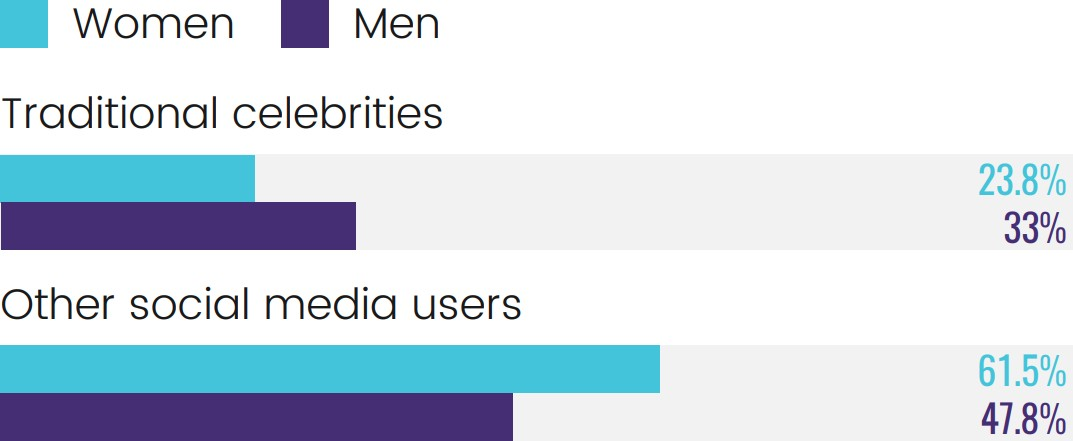 Women Men
Traditional celebrities
23.8%
33%
Other social media users
61.5%
47.8%